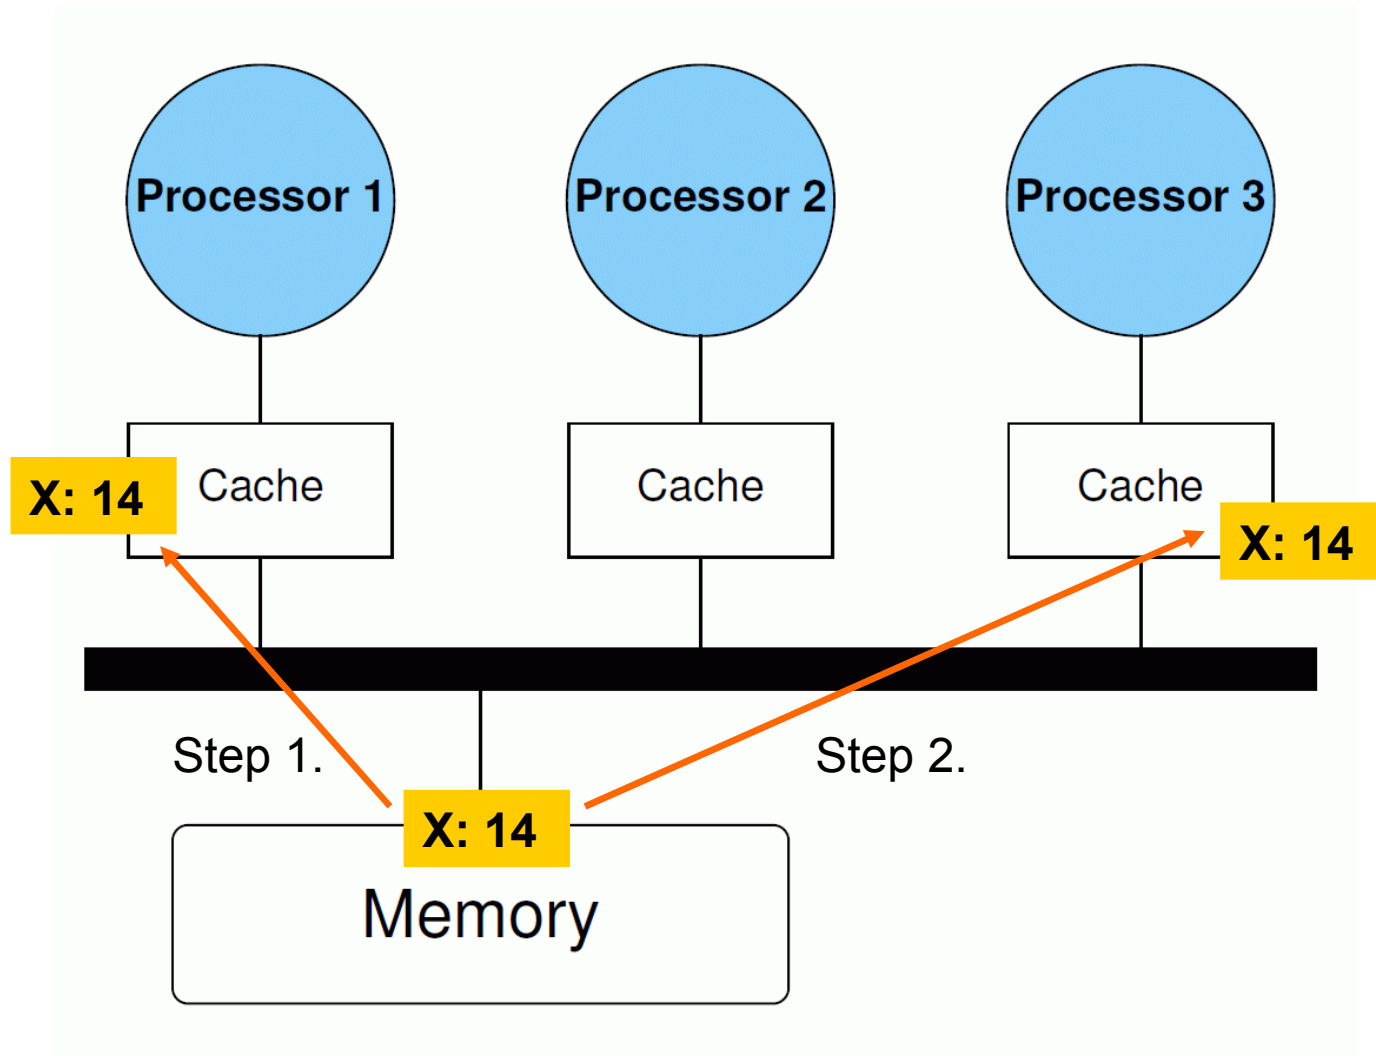 Processor 1
Processor 2
Processor 3
Cache
Cache
Cache
X: 14
X: 14
Step 1.
Step 2.
X: 14
Memory